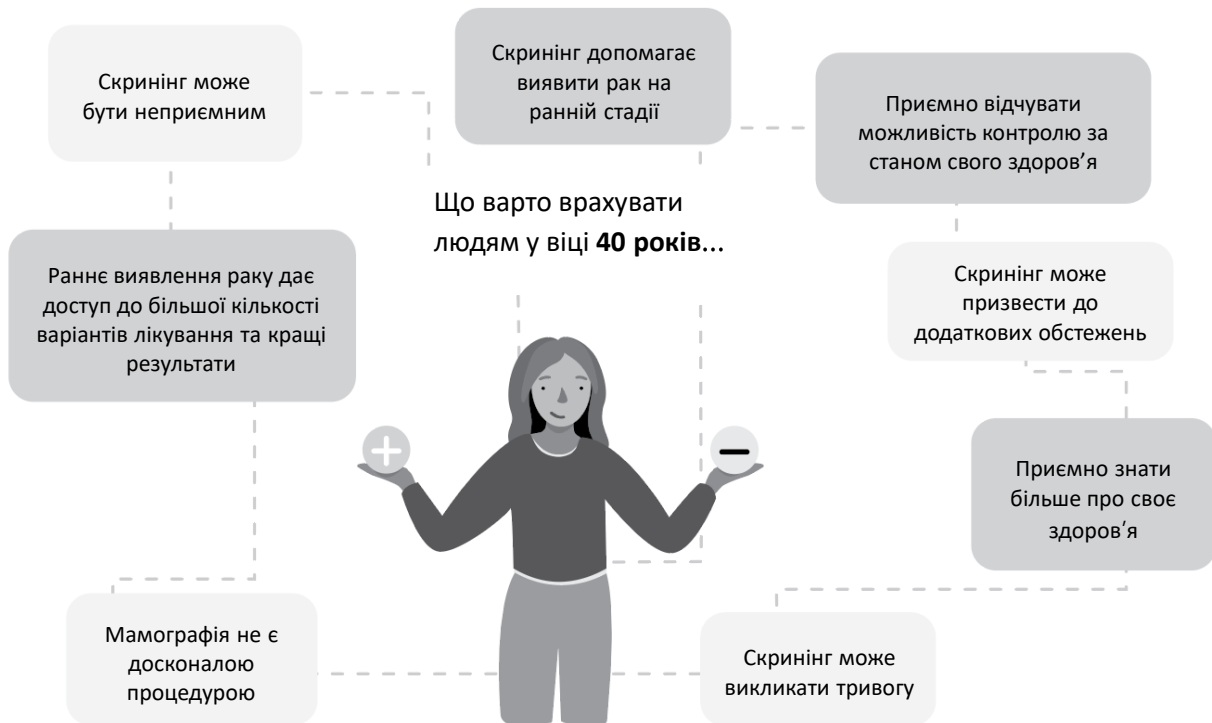 Скринінг може
бути неприємним
Скринінг допомагає
виявити рак на
ранній стадії
Приємно відчувати
можливість контролю за
станом свого здоров’я
Що варто врахувати
людям у віці 40 років...
Раннє виявлення раку дає
доступ до більшої кількості
варіантів лікування та кращі
результати
Скринінг може
призвести до
додаткових обстежень
Приємно знати
більше про своє
здоров’я
Мамографія не є
досконалою
процедурою
Скринінг може
викликати тривогу